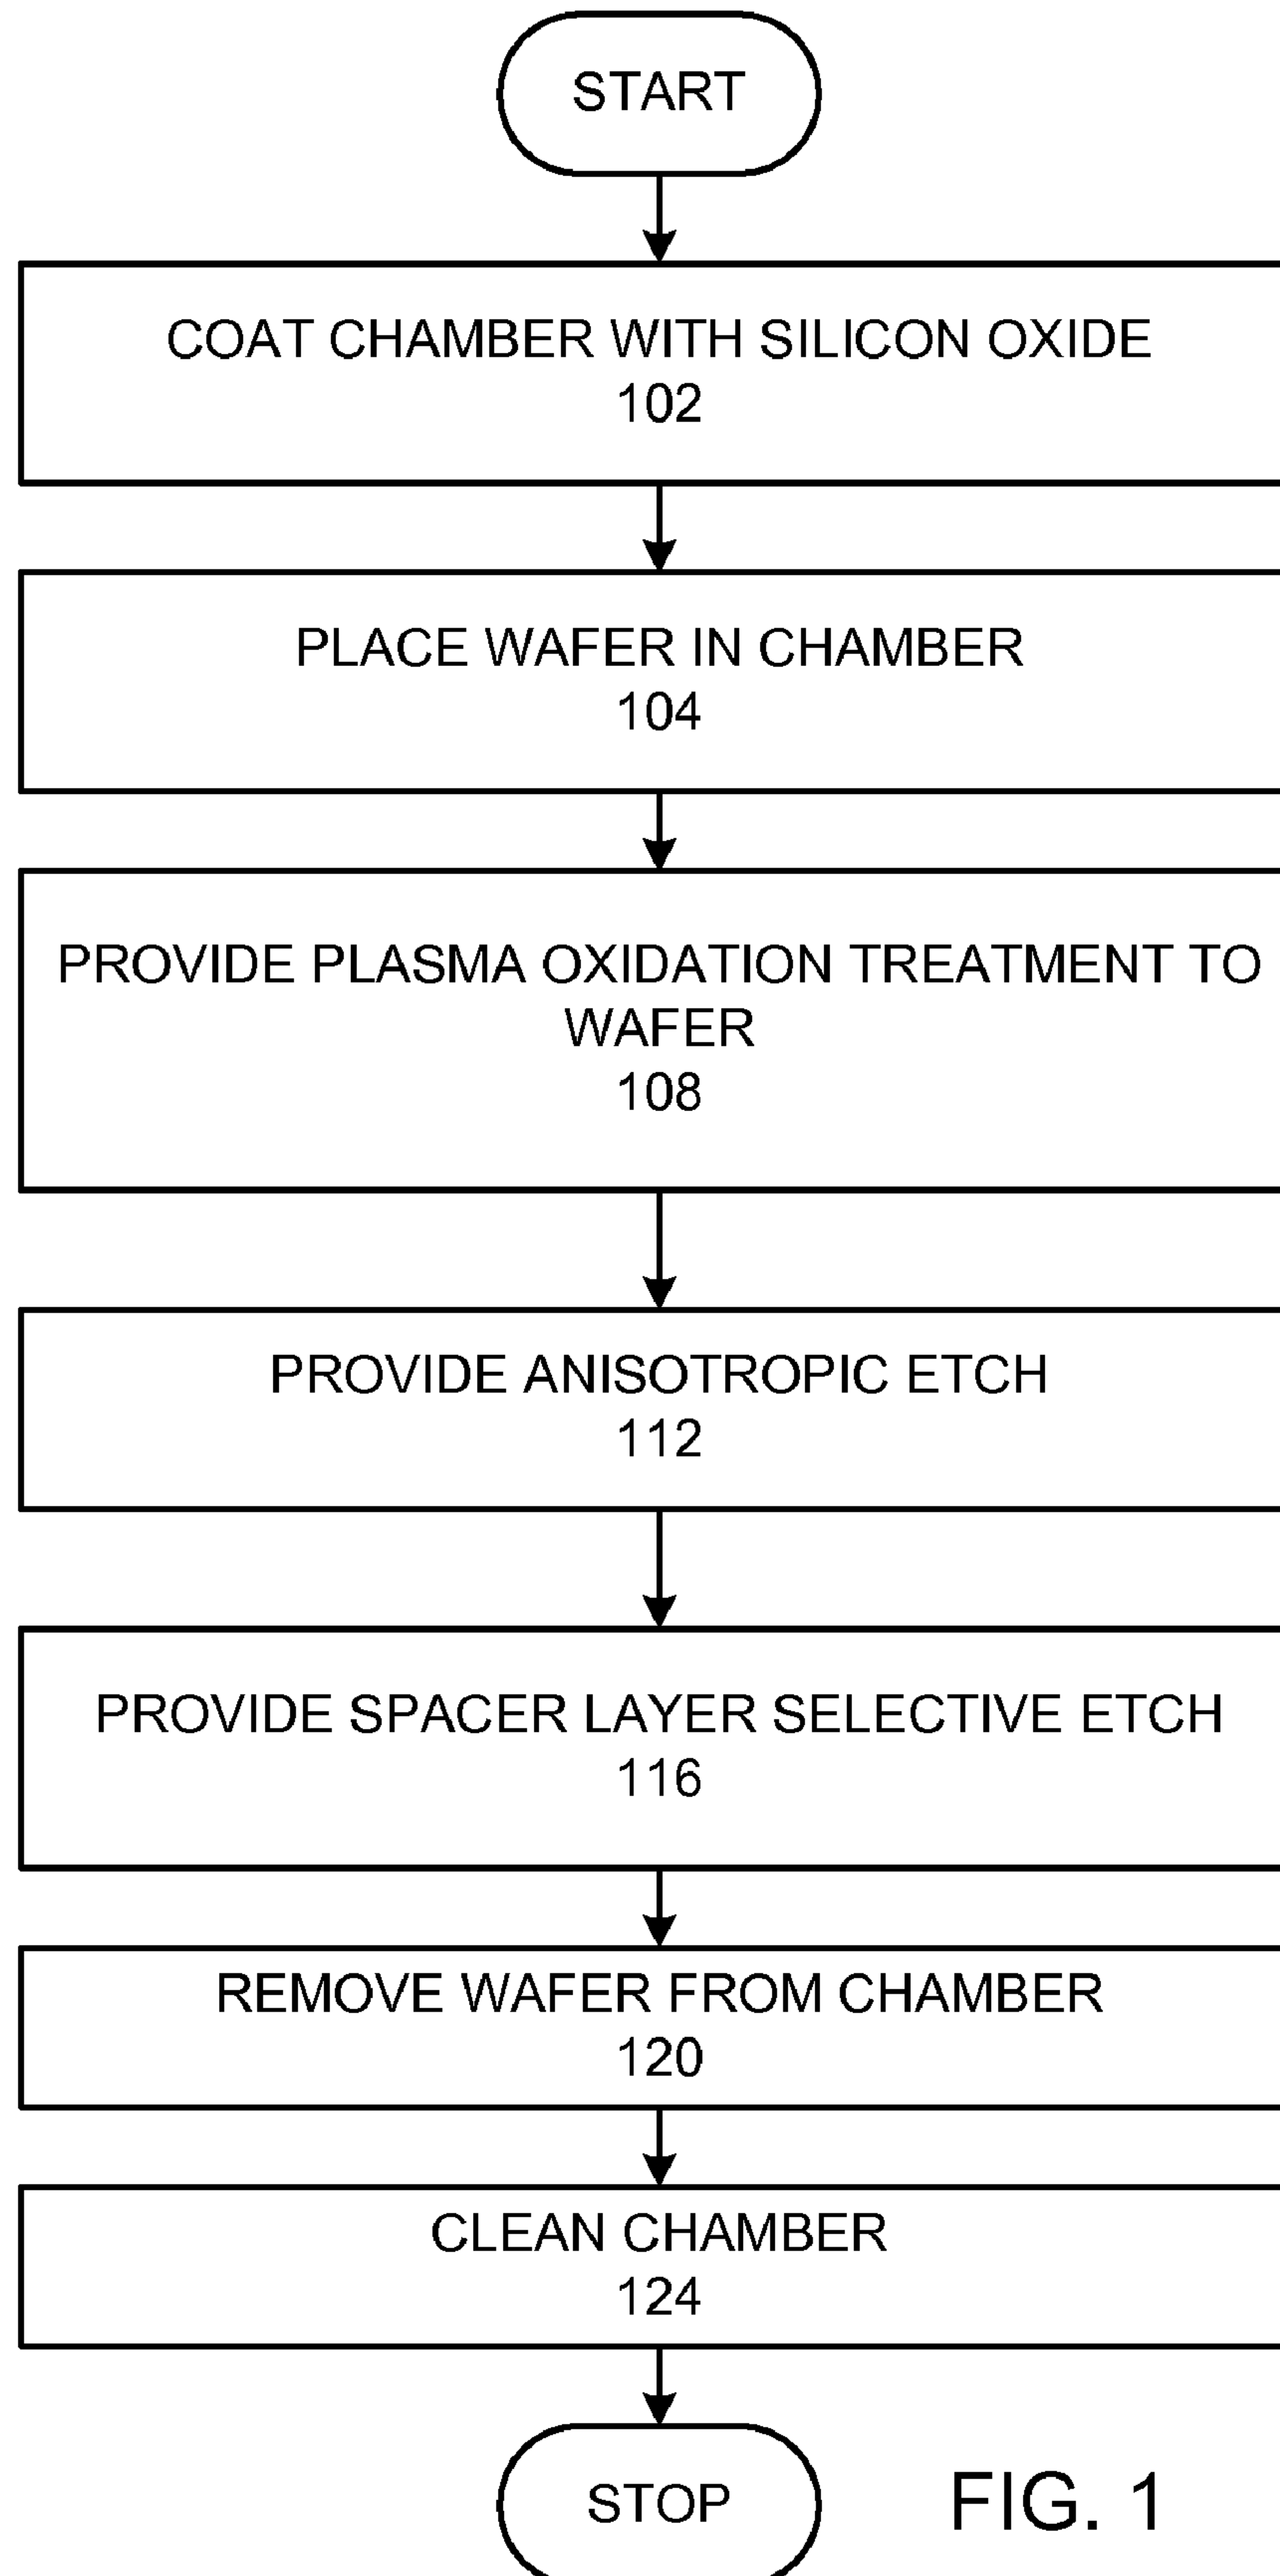 START
COAT CHAMBER WITH SILICON OXIDE
102
PLACE WAFER IN CHAMBER
104
PROVIDE PLASMA OXIDATION TREATMENT TO
WAFER
108
PROVIDE ANISOTROPIC ETCH
112
PROVIDE SPACER LAYER SELECTIVE ETCH
116
REMOVE WAFER FROM CHAMBER
120
CLEAN CHAMBER
124
STOP
FIG. 1